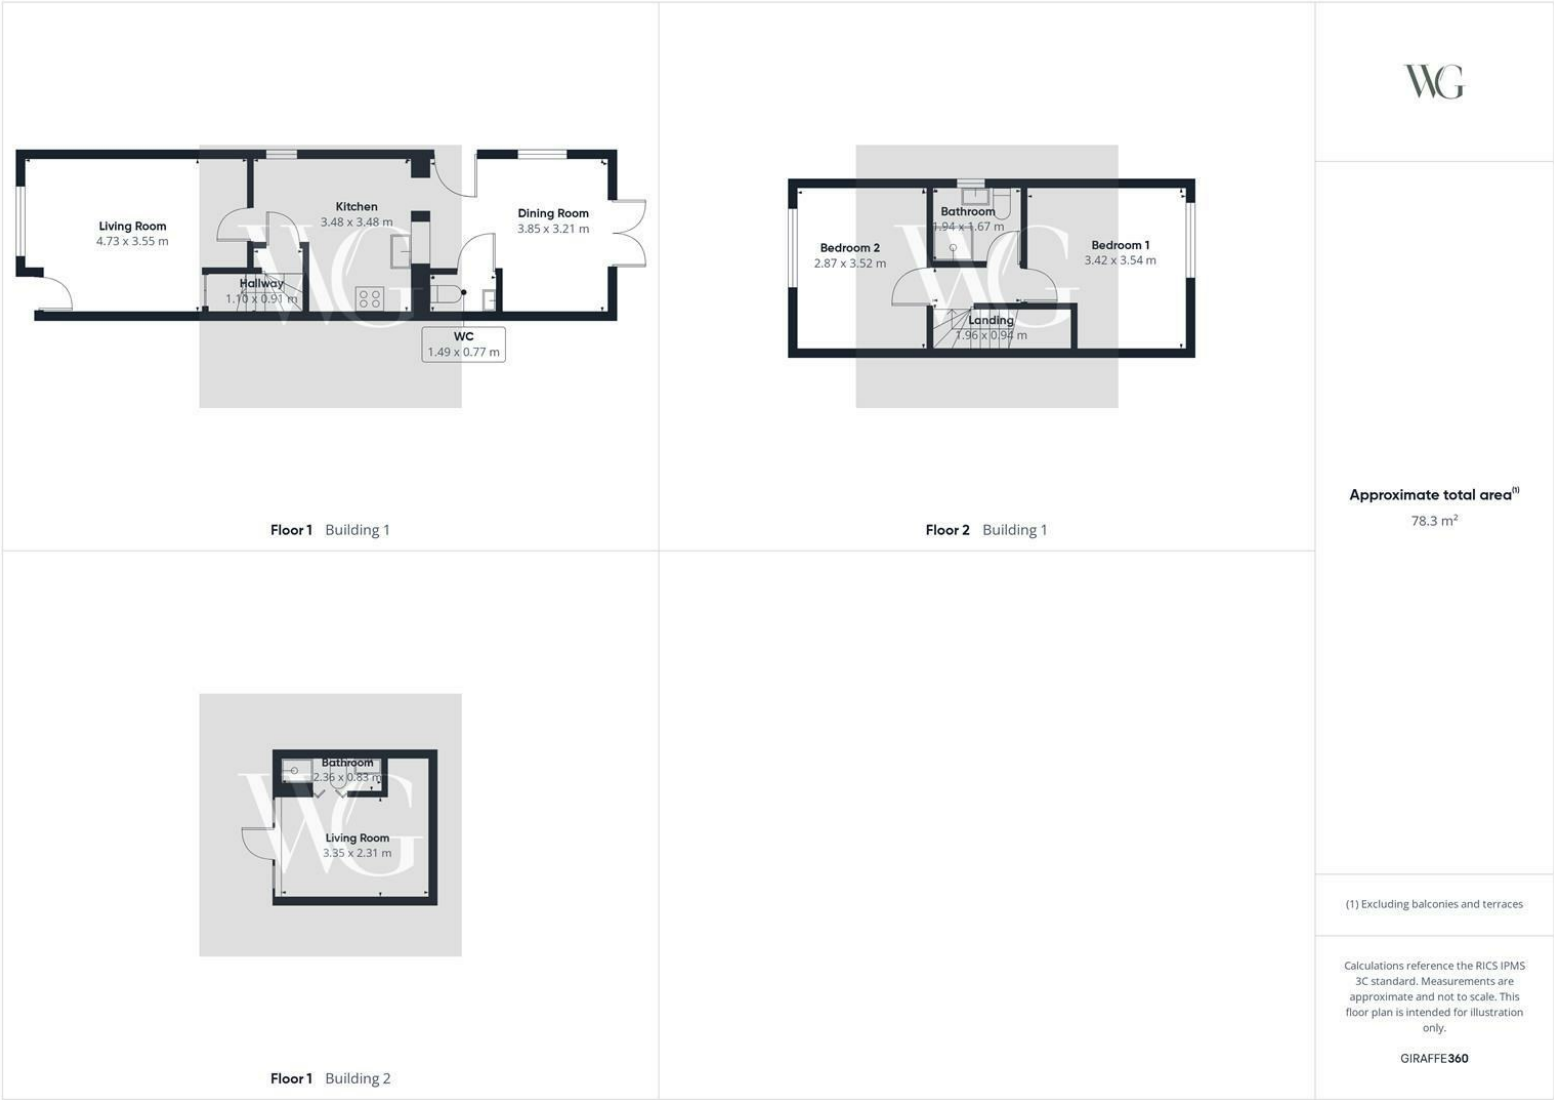 Living Room
4.73 x 3.55 m
Kitchen
3.48 x 3.48 m
Dining Room
3.85 x 3.21 m
Hallway
1.10 x 0.91 m
WC
1.49 x 0.77 m
WG
Floor 1 Building 1
Bathroom
1.94 x 1.67 m
Bedroom 2
2.87 x 3.52 m
Bedroom 1
3.42 x 3.54 m
Landing
1.96 x 0.94 m
WG
Floor 2 Building 1
Bathroom
2.36 x 0.83 m
Living Room
3.35 x 2.31 m
WG
Floor 1 Building 2
WG
Approximate total area(1)
78.3 m²
(1) Excluding balconies and terraces
Calculations reference the RICS IPMS
3C standard. Measurements are
approximate and not to scale. This
floor plan is intended for illustration
only.
GIRAFFE360